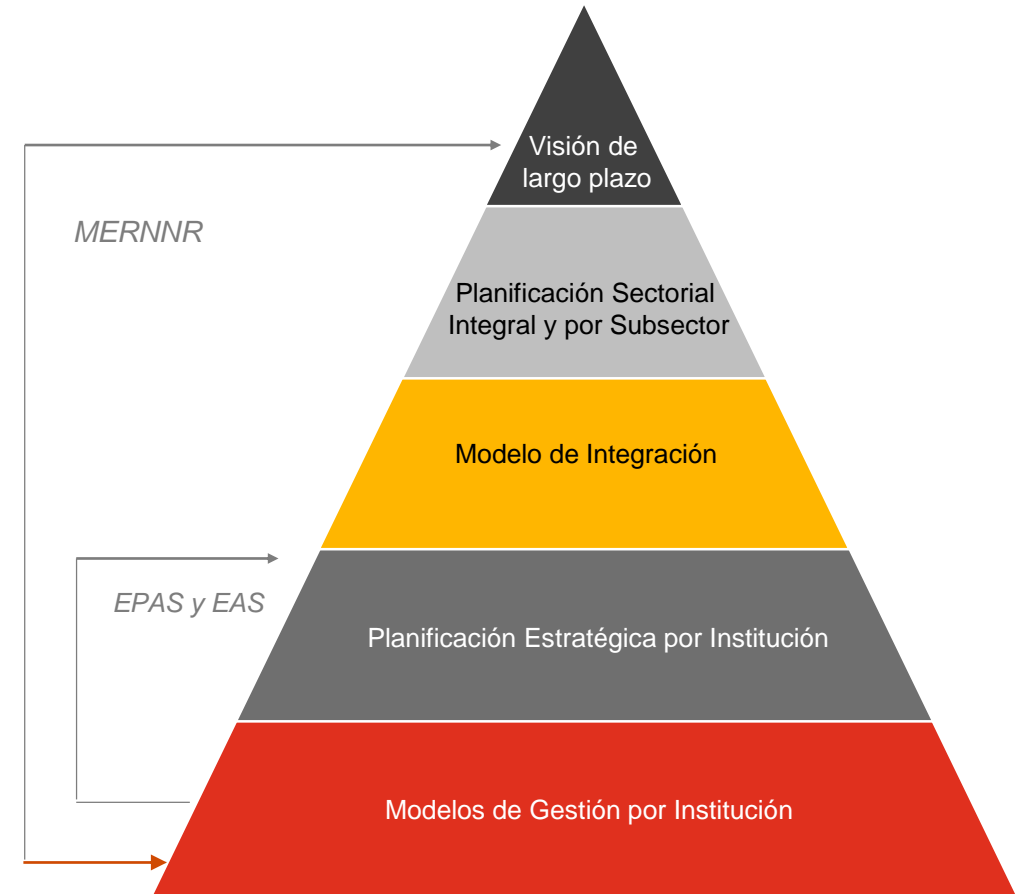 Visión de
largo plazo
MERNNR
Planificación Sectorial
Integral y por Subsector
Modelo de Integración
EPAS y EAS
Planificación Estratégica por Institución
Modelos de Gestión por Institución